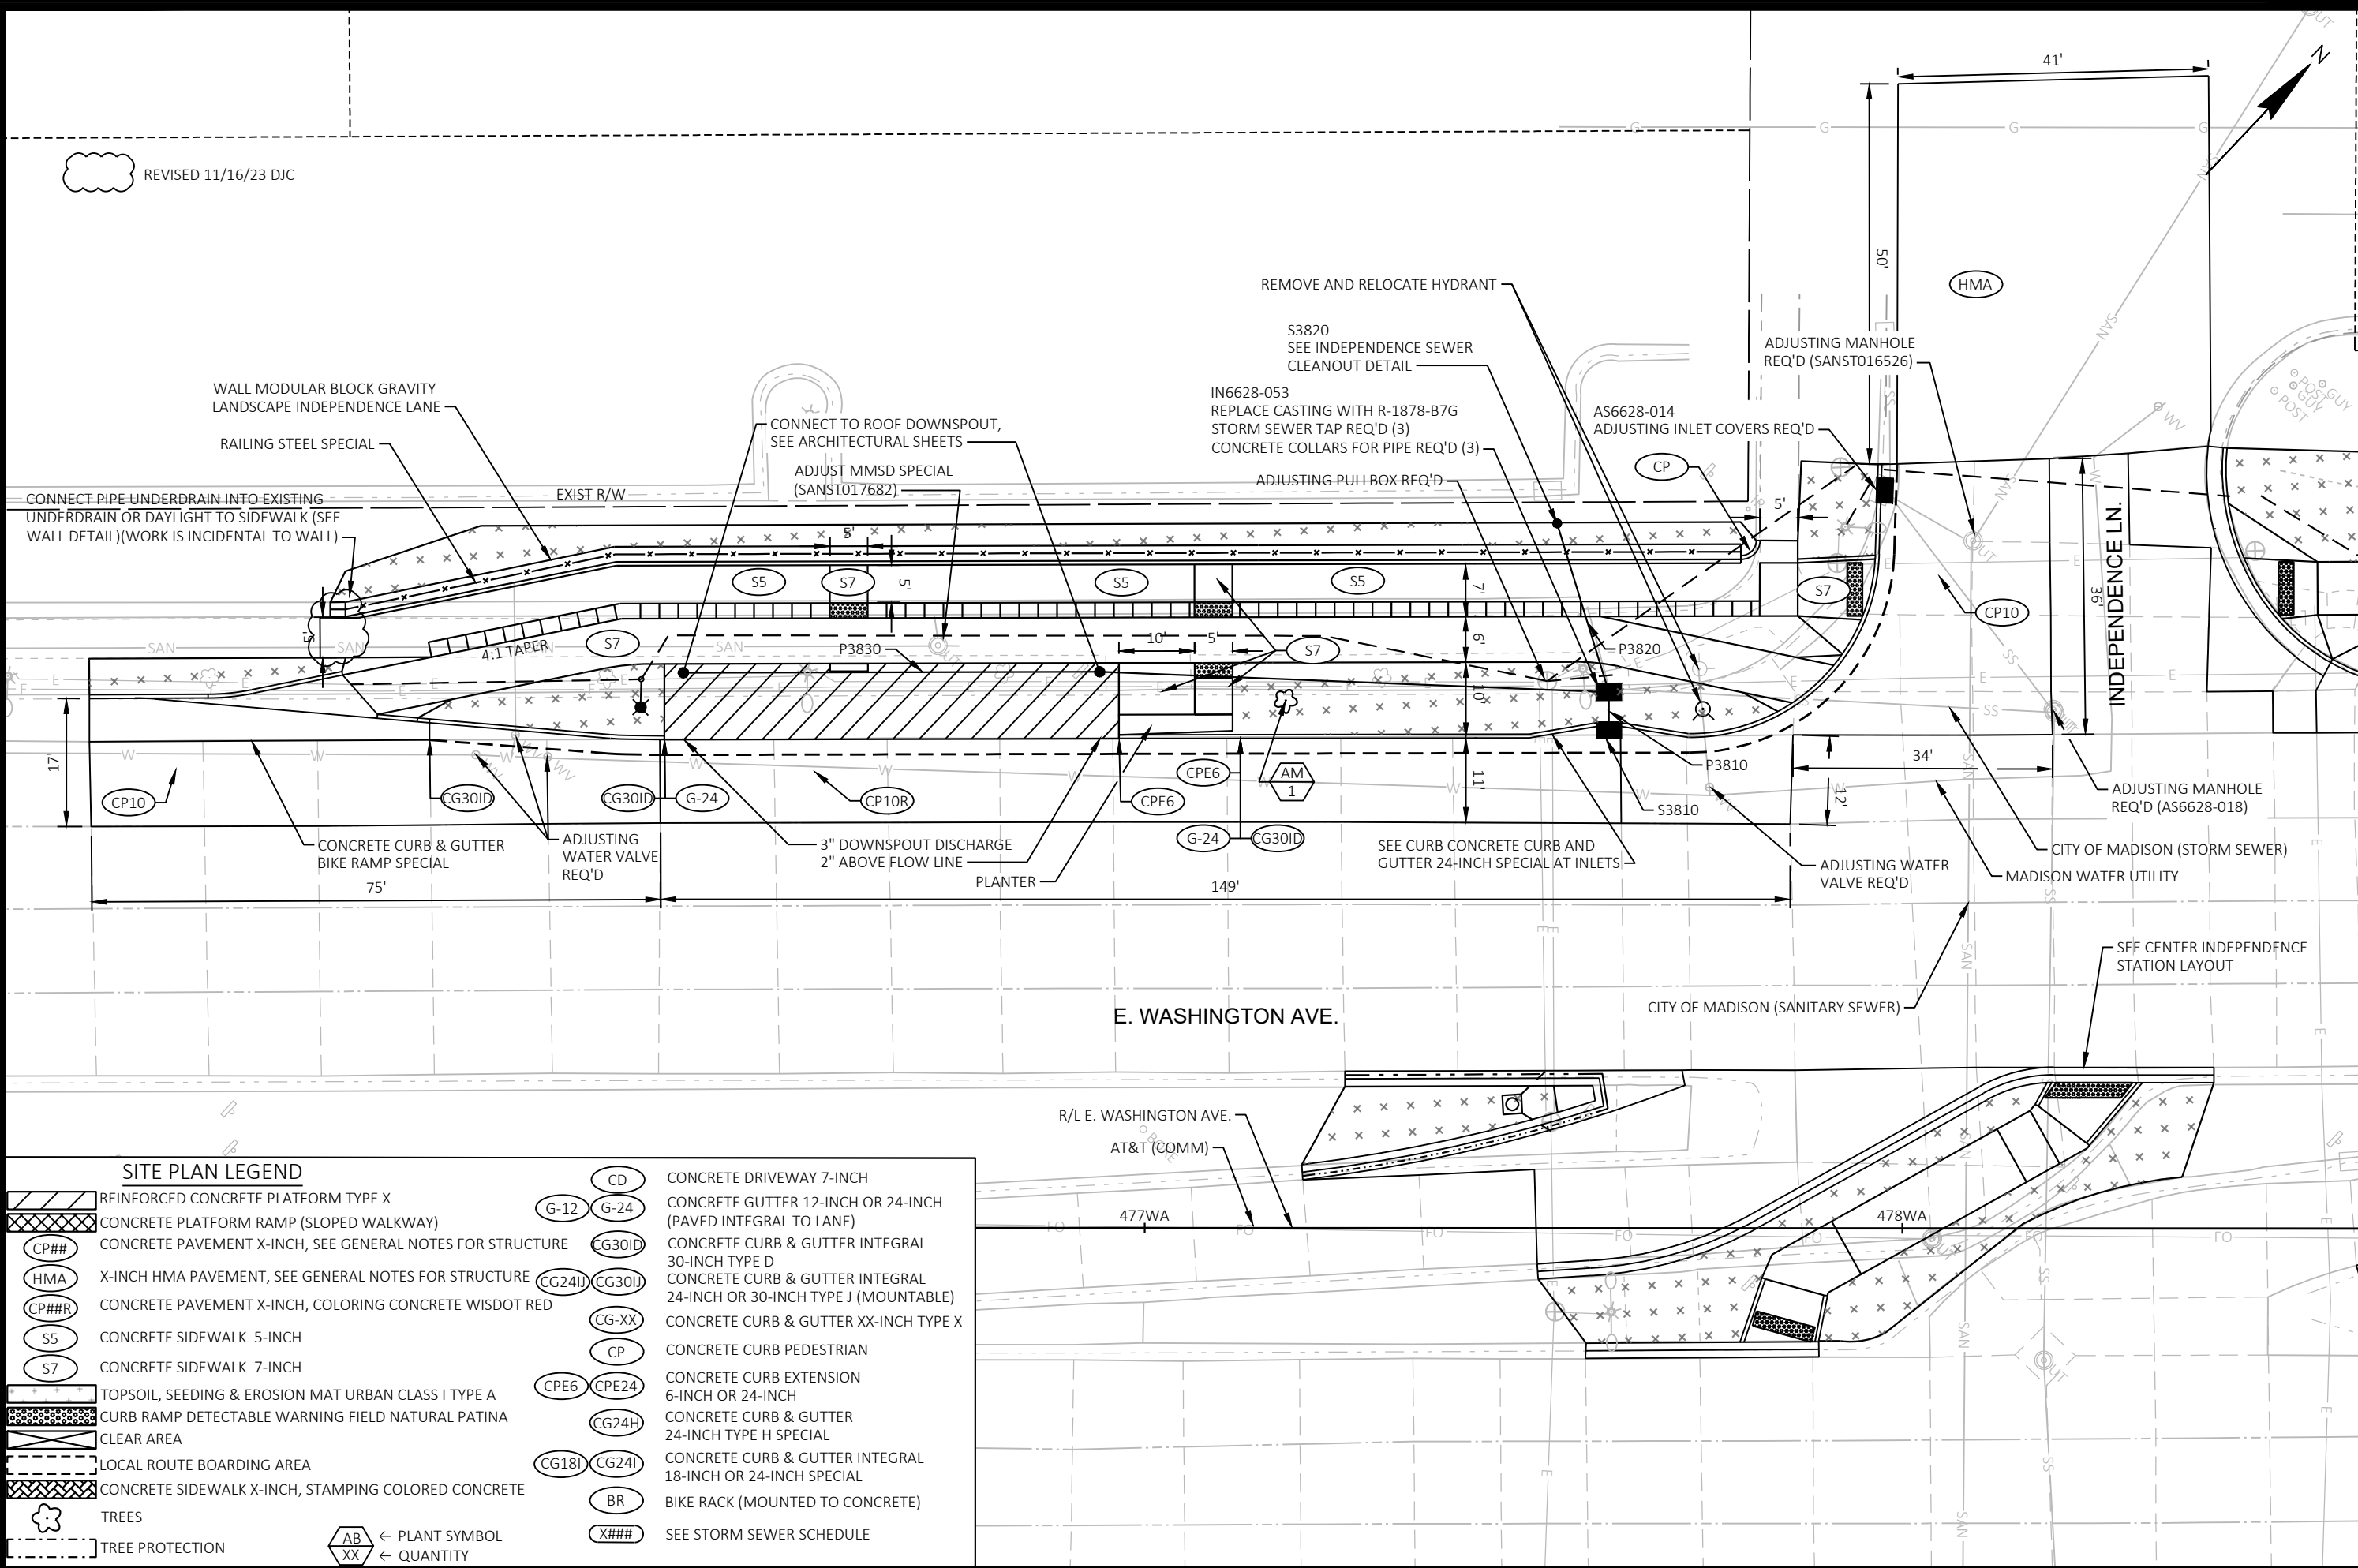 41'
N
REVISED 11/16/23 DJC
50'
HMA
REMOVE AND RELOCATE HYDRANT
S3820
SEE INDEPENDENCE SEWER
CLEANOUT DETAIL
ADJUSTING MANHOLE
REQ'D (SANST016526)
WALL MODULAR BLOCK GRAVITY
LANDSCAPE INDEPENDENCE LANE
RAILING STEEL SPECIAL
CONNECT TO ROOF DOWNSPOUT,
SEE ARCHITECTURAL SHEETS
IN6628-053
REPLACE CASTING WITH R-1878-B7G
STORM SEWER TAP REQ'D (3)
CONCRETE COLLARS FOR PIPE REQ'D (3)
AS6628-014
ADJUSTING INLET COVERS REQ'D
POST
GUY
GUY
POST
WV
CP
ADJUST MMSD SPECIAL
(SANST017682)
ADJUSTING PULLBOX REQ'D
EXIST R/W
CONNECT PIPE UNDERDRAIN INTO EXISTING
UNDERDRAIN OR DAYLIGHT TO SIDEWALK (SEE
WALL DETAIL)(WORK IS INCIDENTAL TO WALL)
5'
5'
S5
S7
5'
S5
S5
7'
S7
CP10
36'
INDEPENDENCE LN.
5'
S7
4:1 TAPER
P3830
10'
5'
S7
6'
P3820
10'
17'
CP10
CG30ID
CG30ID
G-24
CP10R
CPE6
CPE6
AM
1
11'
P3810
S3810
34'
12'
ADJUSTING MANHOLE
REQ'D (AS6628-018)
CONCRETE CURB & GUTTER
BIKE RAMP SPECIAL
ADJUSTING
WATER VALVE
REQ'D
3" DOWNSPOUT DISCHARGE
2" ABOVE FLOW LINE
PLANTER
G-24
CG30ID
SEE CURB CONCRETE CURB AND
GUTTER 24-INCH SPECIAL AT INLETS
ADJUSTING WATER
VALVE REQ'D
CITY OF MADISON (STORM SEWER)
MADISON WATER UTILITY
75'
149'
SEE CENTER INDEPENDENCE
STATION LAYOUT
CITY OF MADISON (SANITARY SEWER)
E. WASHINGTON AVE.
R/L E. WASHINGTON AVE.
AT&T (COMM)
477WA
478WA
SITE PLAN LEGEND
REINFORCED CONCRETE PLATFORM TYPE X
CONCRETE PLATFORM RAMP (SLOPED WALKWAY)
CP## CONCRETE PAVEMENT X-INCH, SEE GENERAL NOTES FOR STRUCTURE
HMA X-INCH HMA PAVEMENT, SEE GENERAL NOTES FOR STRUCTURE
CP##R CONCRETE PAVEMENT X-INCH, COLORING CONCRETE WISDOT RED
S5 CONCRETE SIDEWALK 5-INCH
S7 CONCRETE SIDEWALK 7-INCH
TOPSOIL, SEEDING & EROSION MAT URBAN CLASS I TYPE A
CURB RAMP DETECTABLE WARNING FIELD NATURAL PATINA
CLEAR AREA
LOCAL ROUTE BOARDING AREA
CONCRETE SIDEWALK X-INCH, STAMPING COLORED CONCRETE
TREES
TREE PROTECTION
AB
XX
← PLANT SYMBOL
← QUANTITY
CD CONCRETE DRIVEWAY 7-INCH
G-12 G-24 CONCRETE GUTTER 12-INCH OR 24-INCH
(PAVED INTEGRAL TO LANE)
CG30ID CONCRETE CURB & GUTTER INTEGRAL
30-INCH TYPE D
CG24IJ CG30IJ CONCRETE CURB & GUTTER INTEGRAL
24-INCH OR 30-INCH TYPE J (MOUNTABLE)
CG-XX CONCRETE CURB & GUTTER XX-INCH TYPE X
CP CONCRETE CURB PEDESTRIAN
CPE6 CPE24 CONCRETE CURB EXTENSION
6-INCH OR 24-INCH
CG24H CONCRETE CURB & GUTTER
24-INCH TYPE H SPECIAL
CG18I CG24I CONCRETE CURB & GUTTER INTEGRAL
18-INCH OR 24-INCH SPECIAL
BR BIKE RACK (MOUNTED TO CONCRETE)
X### SEE STORM SEWER SCHEDULE